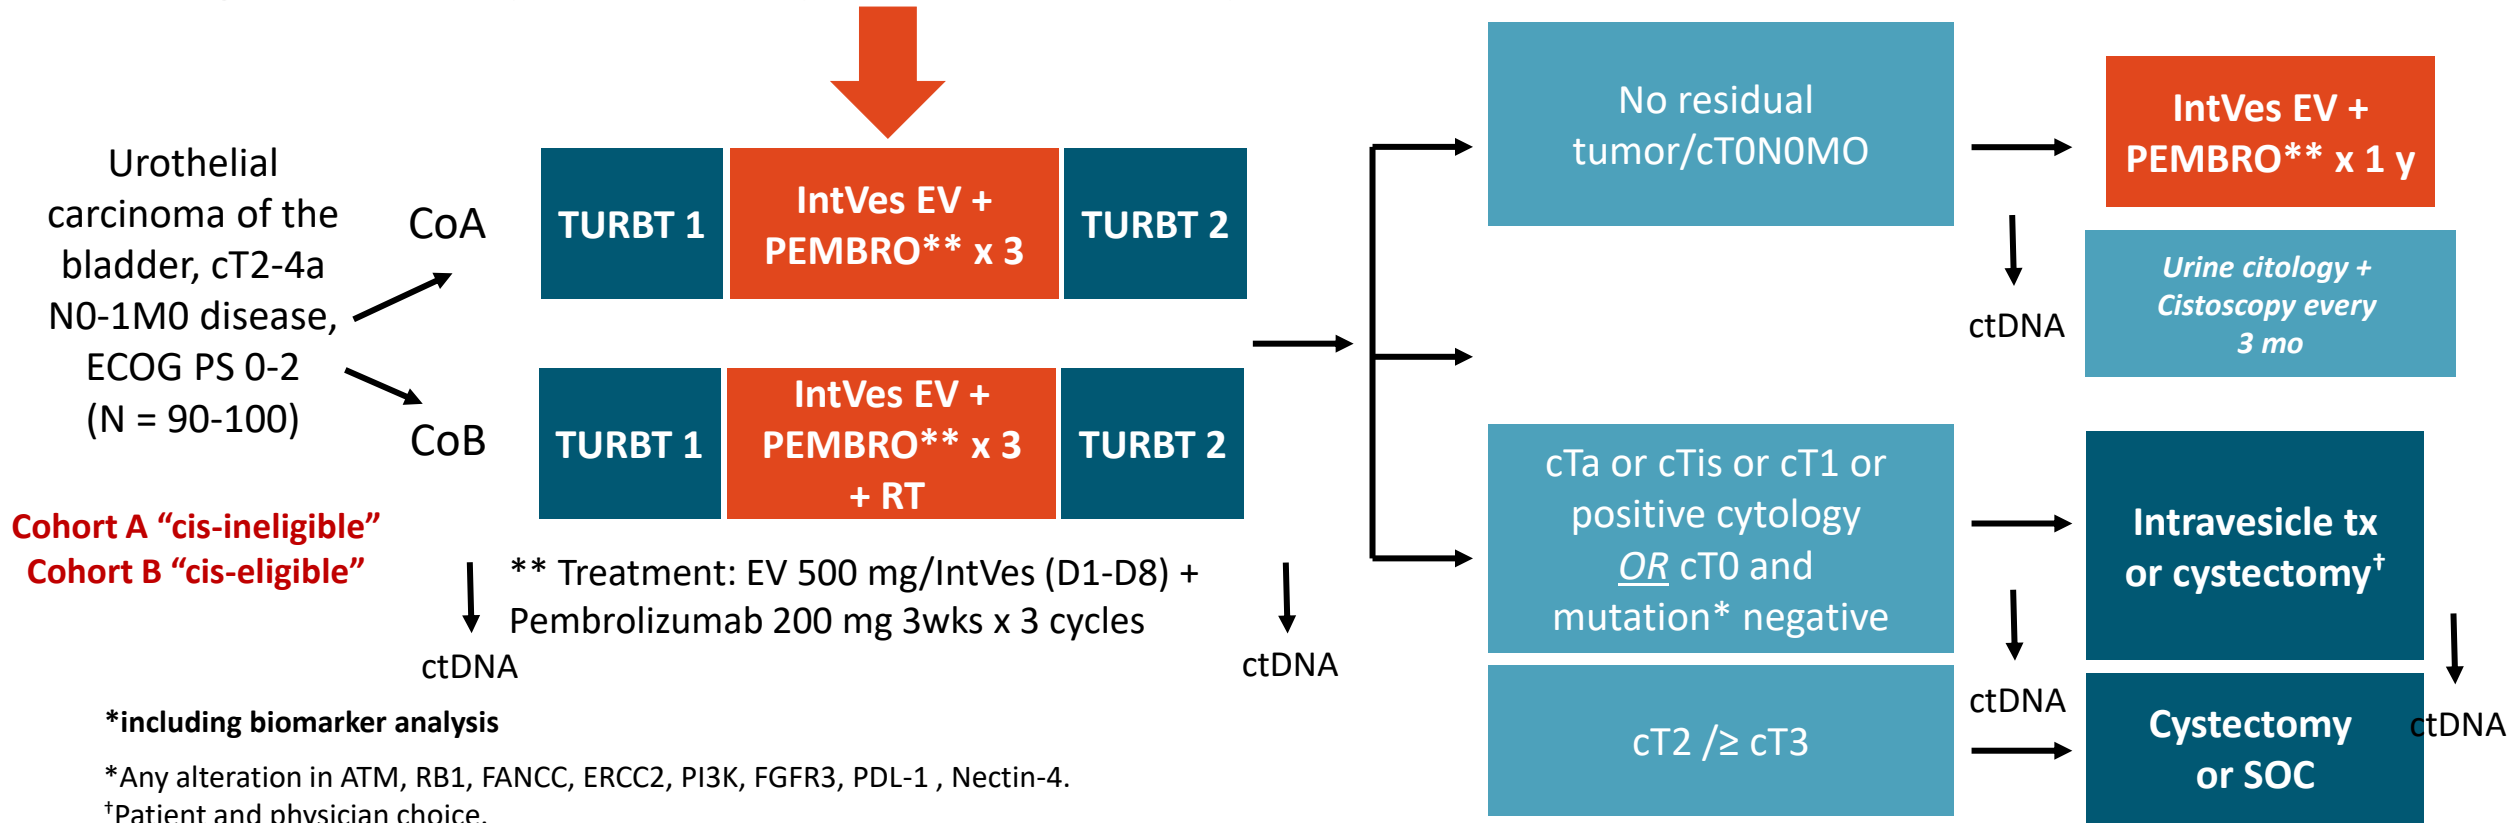 Urothelial
carcinoma of the
bladder, cT2-4a
N0-1M0 disease,
ECOG PS 0-2
(N = 90-100)
Cohort A “cis-ineligible”
Cohort B “cis-eligible”
CoA
TURBT 1
IntVes EV +
PEMBRO** x 3
TURBT 2
CoB
TURBT 1
IntVes EV +
PEMBRO** x 3
+ RT
TURBT 2
** Treatment: EV 500 mg/IntVes (D1-D8) +
Pembrolizumab 200 mg 3wks x 3 cycles
ctDNA
ctDNA
No residual
tumor/cT0N0MO
IntVes EV +
PEMBRO** x 1 y
ctDNA
Urine citology +
Cistoscopy every
3 mo
cTa or cTis or cT1 or
positive cytology
OR cT0 and
mutation* negative
Intravesicle tx
or cystectomy†
ctDNA
ctDNA
cT2 /≥ cT3
Cystectomy
or SOC
*including biomarker analysis
*Any alteration in ATM, RB1, FANCC, ERCC2, PI3K, FGFR3, PDL-1 , Nectin-4.
†Patient and physician choice.